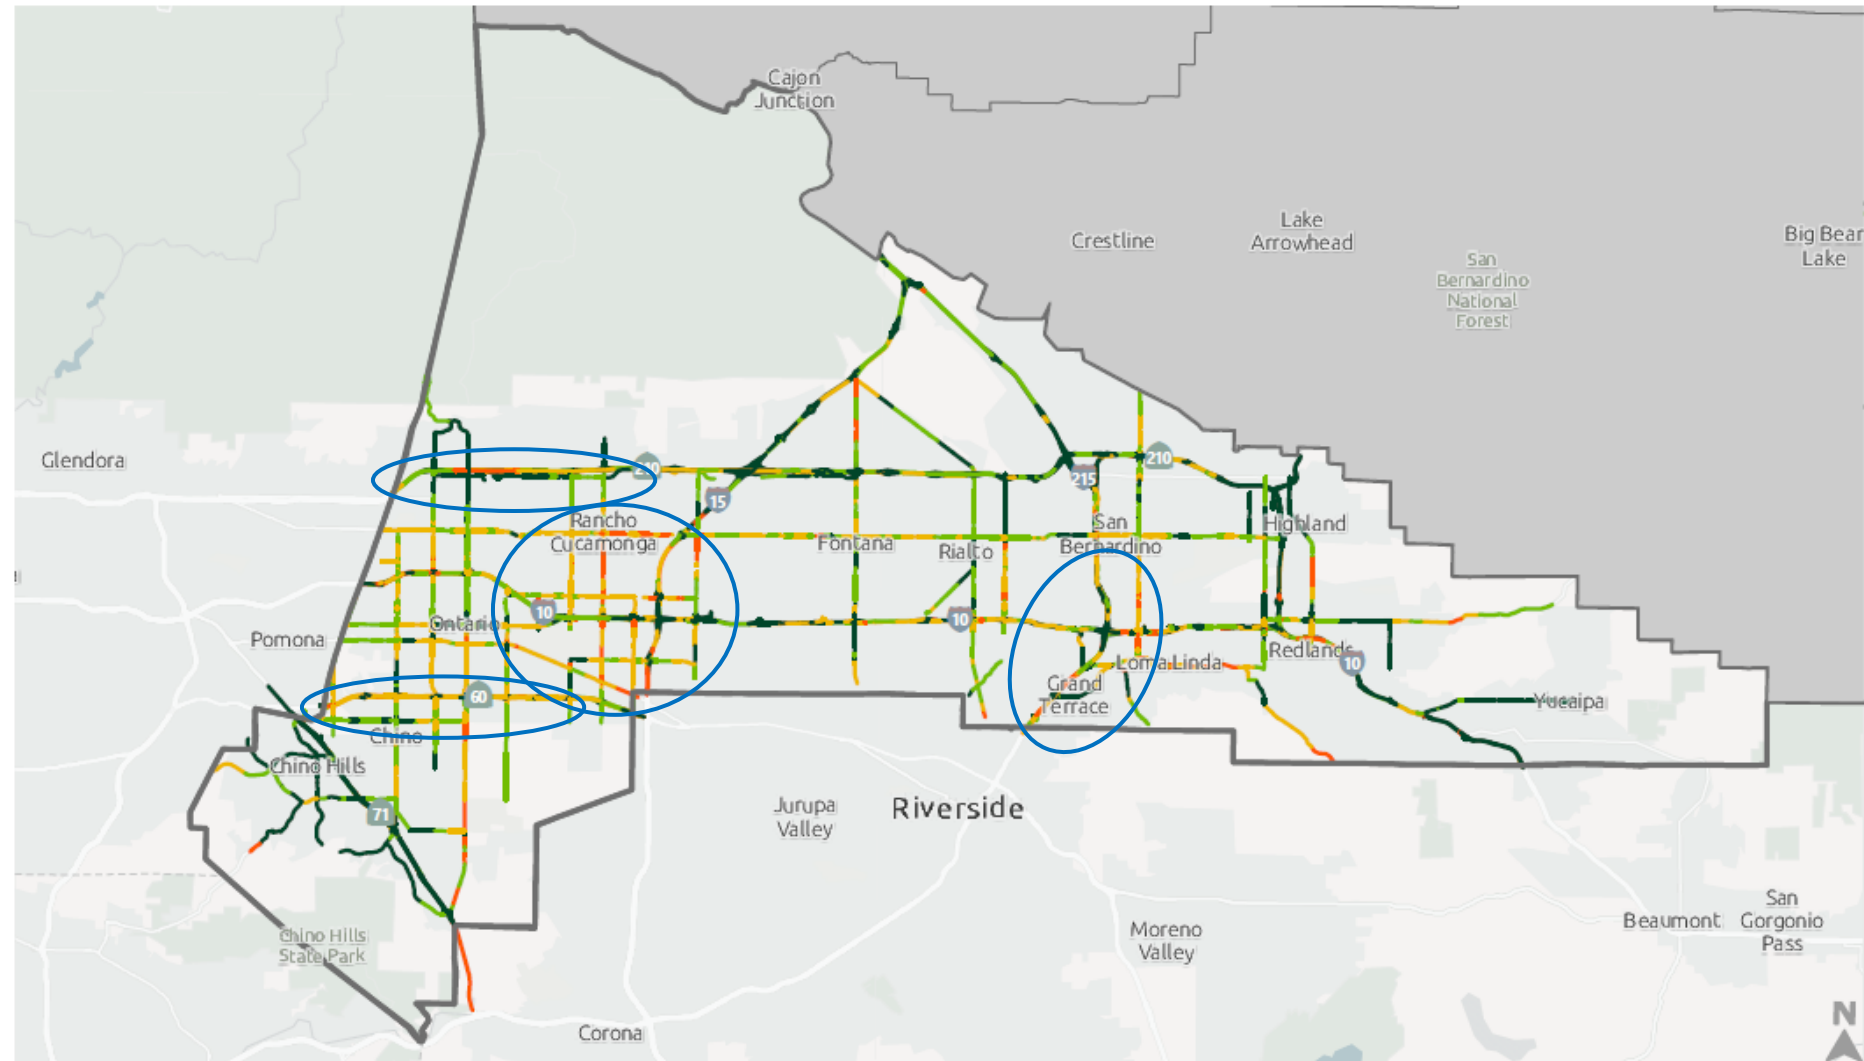 Cajon
Junction
Crestline
Lake
Arrowhead
Big Bear
Lake
San
Bernardino
National
Forest
Glendora
210
210
215
15
Rancho
Cucamonga
Fontana
Rialto
San
Bernardino
Highland
10
10
Ontario
Pomona
Loma Linda
Redlands
10
Grand
Terrace
60
Yucaipa
Chino
Chino Hills
71
Jurupa
Valley
Riverside
Chino Hills
State Park
Moreno
Valley
Beaumont
San
Gorgonio
Pass
Corona
N